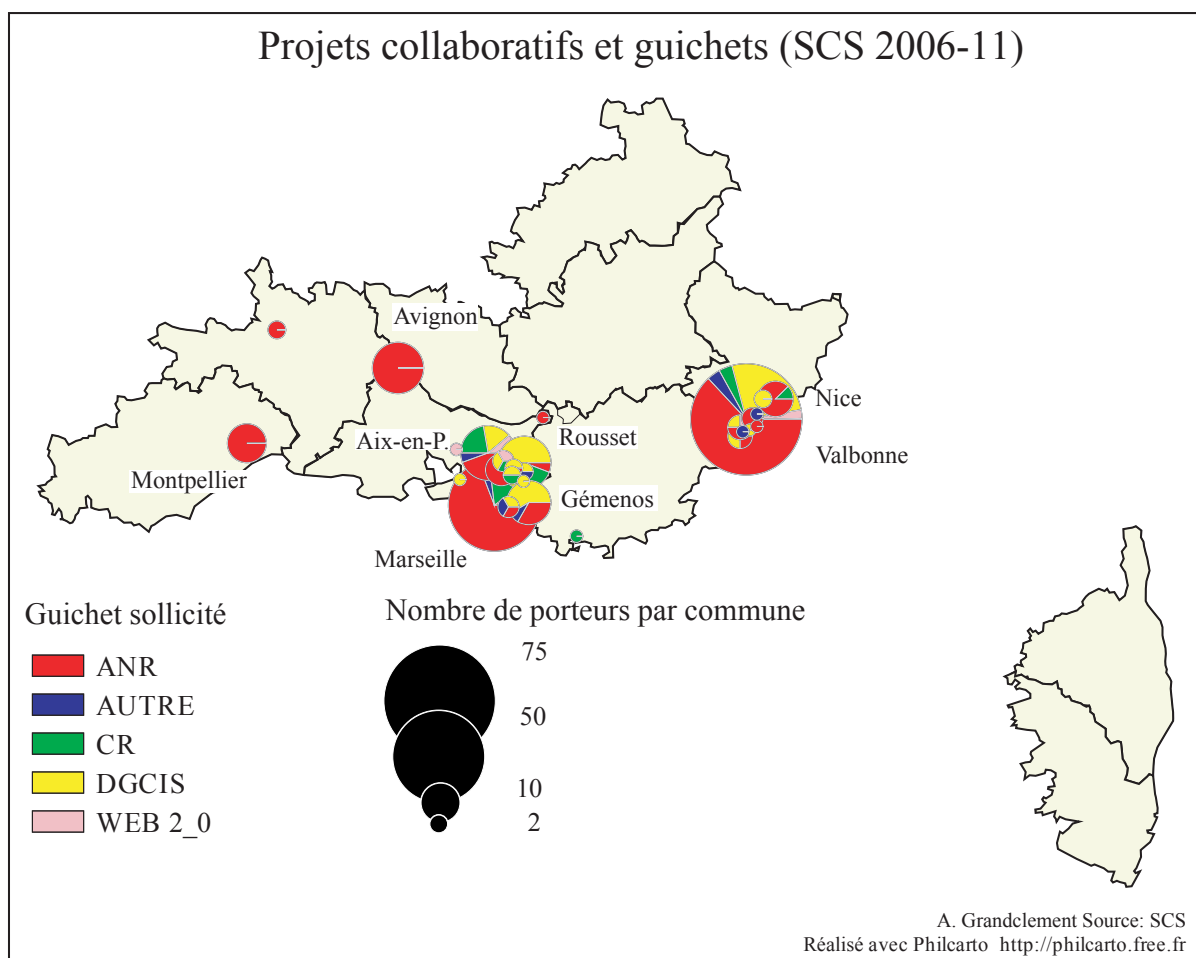 Projets collaboratifs et guichets (SCS 2006-11)
Avignon
Nice
Aix-en-P.
Rousset
Valbonne
Montpellier
Gémenos
Marseille
Guichet sollicité
ANR
AUTRE
CR
DGCIS
WEB 2_0
Nombre de porteurs par commune
75
50
10
2
A. Grandclement Source: SCS
Réalisé avec Philcarto http://philcarto.free.fr